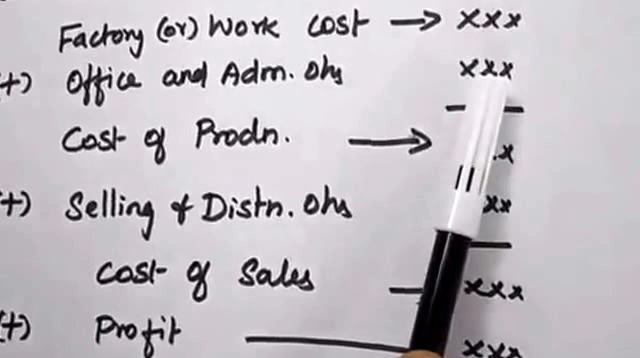 Factory (or) Work cost → xxx
(+) Office and Adm. Ohs xxx
Cost of Prodn. → .x
(+) Selling & Distn. Ohs xx
Cost of Sales xxx
(+) Profit xxx